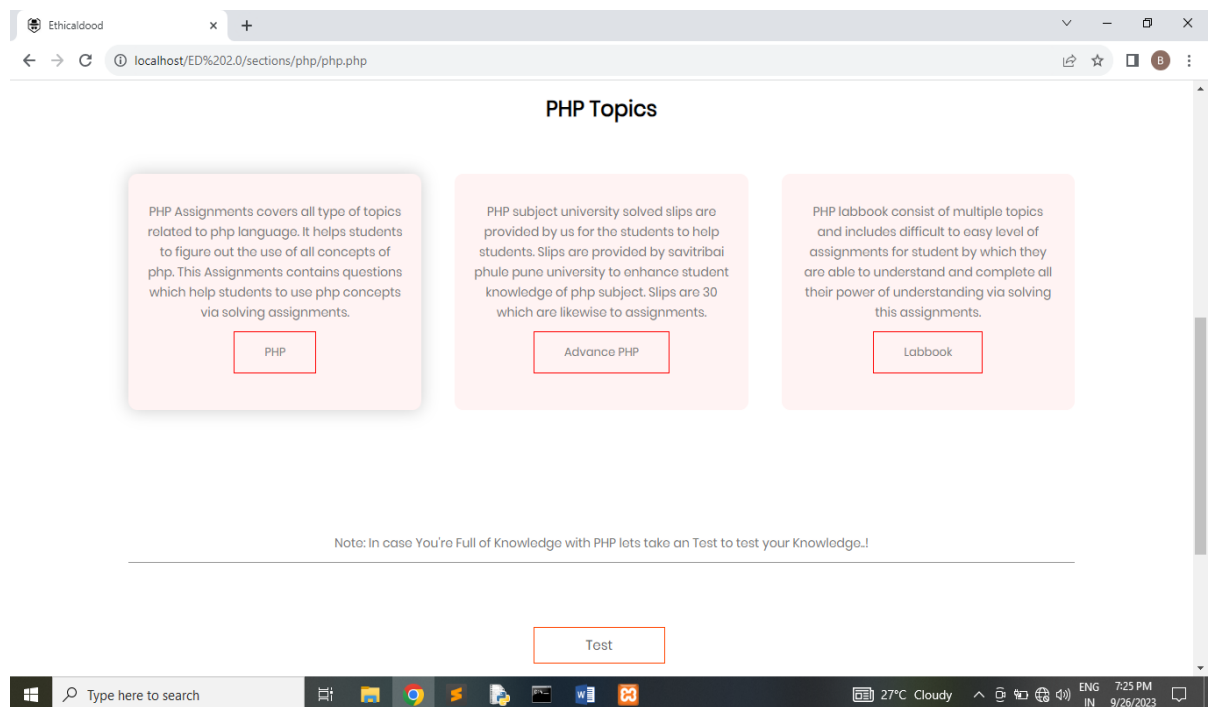 Ethicaldood
localhost/ED%202.0/sections/php/php.php
B
PHP Topics
PHP Assignments covers all type of topics
related to php language. It helps students
to figure out the use of all concepts of
php. This Assignments contains questions
which help students to use php concepts
via solving assignments.
PHP
PHP subject university solved slips are
provided by us for the students to help
students. Slips are provided by savitribai
phule pune university to enhance student
knowledge of php subject. Slips are 30
which are likewise to assignments.
Advance PHP
PHP labbook consist of multiple topics
and includes difficult to easy level of
assignments for student by which they
are able to understand and complete all
their power of understanding via solving
this assignments.
Labbook
Note: In case You're Full of Knowledge with PHP lets take an Test to test your Knowledge..!
Test
Type here to search
27°C Cloudy
ENG
IN
7:25 PM
9/26/2023